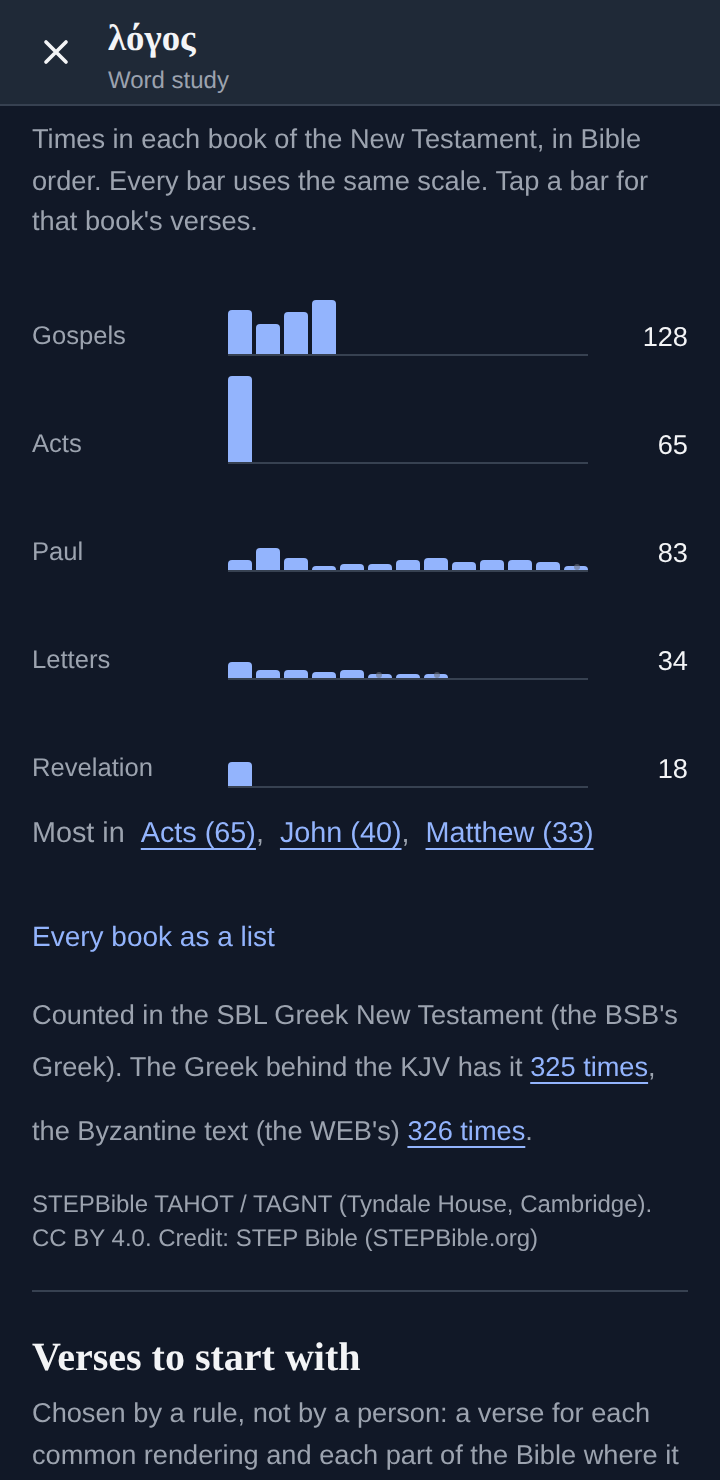 λόγος
Word study
Times in each book of the New Testament, in Bible
order. Every bar uses the same scale. Tap a bar for
that book's verses.
Gospels 128
Acts 65
Paul 83
Letters 34
Revelation 18
Most in Acts (65), John (40), Matthew (33)
Every book as a list
Counted in the SBL Greek New Testament (the BSB's
Greek). The Greek behind the KJV has it 325 times,
the Byzantine text (the WEB's) 326 times.
STEPBible TAHOT / TAGNT (Tyndale House, Cambridge).
CC BY 4.0. Credit: STEP Bible (STEPBible.org)
Verses to start with
Chosen by a rule, not by a person: a verse for each
common rendering and each part of the Bible where it